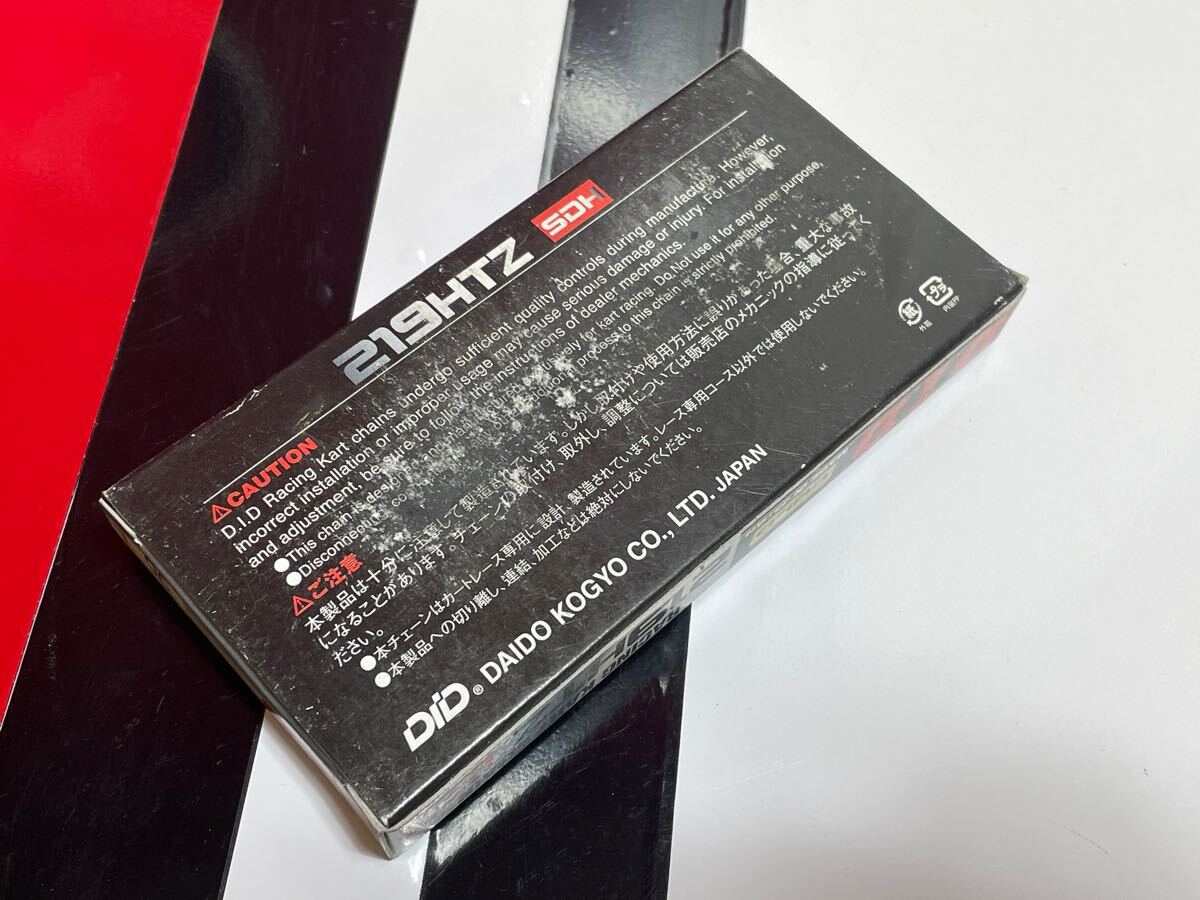 219HTZ SDH
⚠CAUTION
D.I.D Racing Kart chains undergo sufficient quality controls during manufacture. However,
incorrect installation or improper usage may cause serious damage or injury. For installation
and adjustment, be sure to follow the instructions of dealer mechanics.
●This chain is designed for kart racing. Do Not use it for any other purpose.
●Disconnecting, process to this chain is strictly prohibited.
⚠ご注意
本製品は十分に注意して製造されています。しかし取付けや使用方法に誤りがあった場合、重大な事故
になることがあります。チェーンの取付け、取外し、調整については販売店のメカニックの指導に従ってく
ださい。
●本チェーンはカートレース専用に設計、製造されています。レース専用コース以外では使用しないでください。
●本製品への切り離し、連結、加工などは絶対にしないでください。
DID® DAIDO KOGYO CO., LTD. JAPAN
紙 外箱
プラ 内袋PP